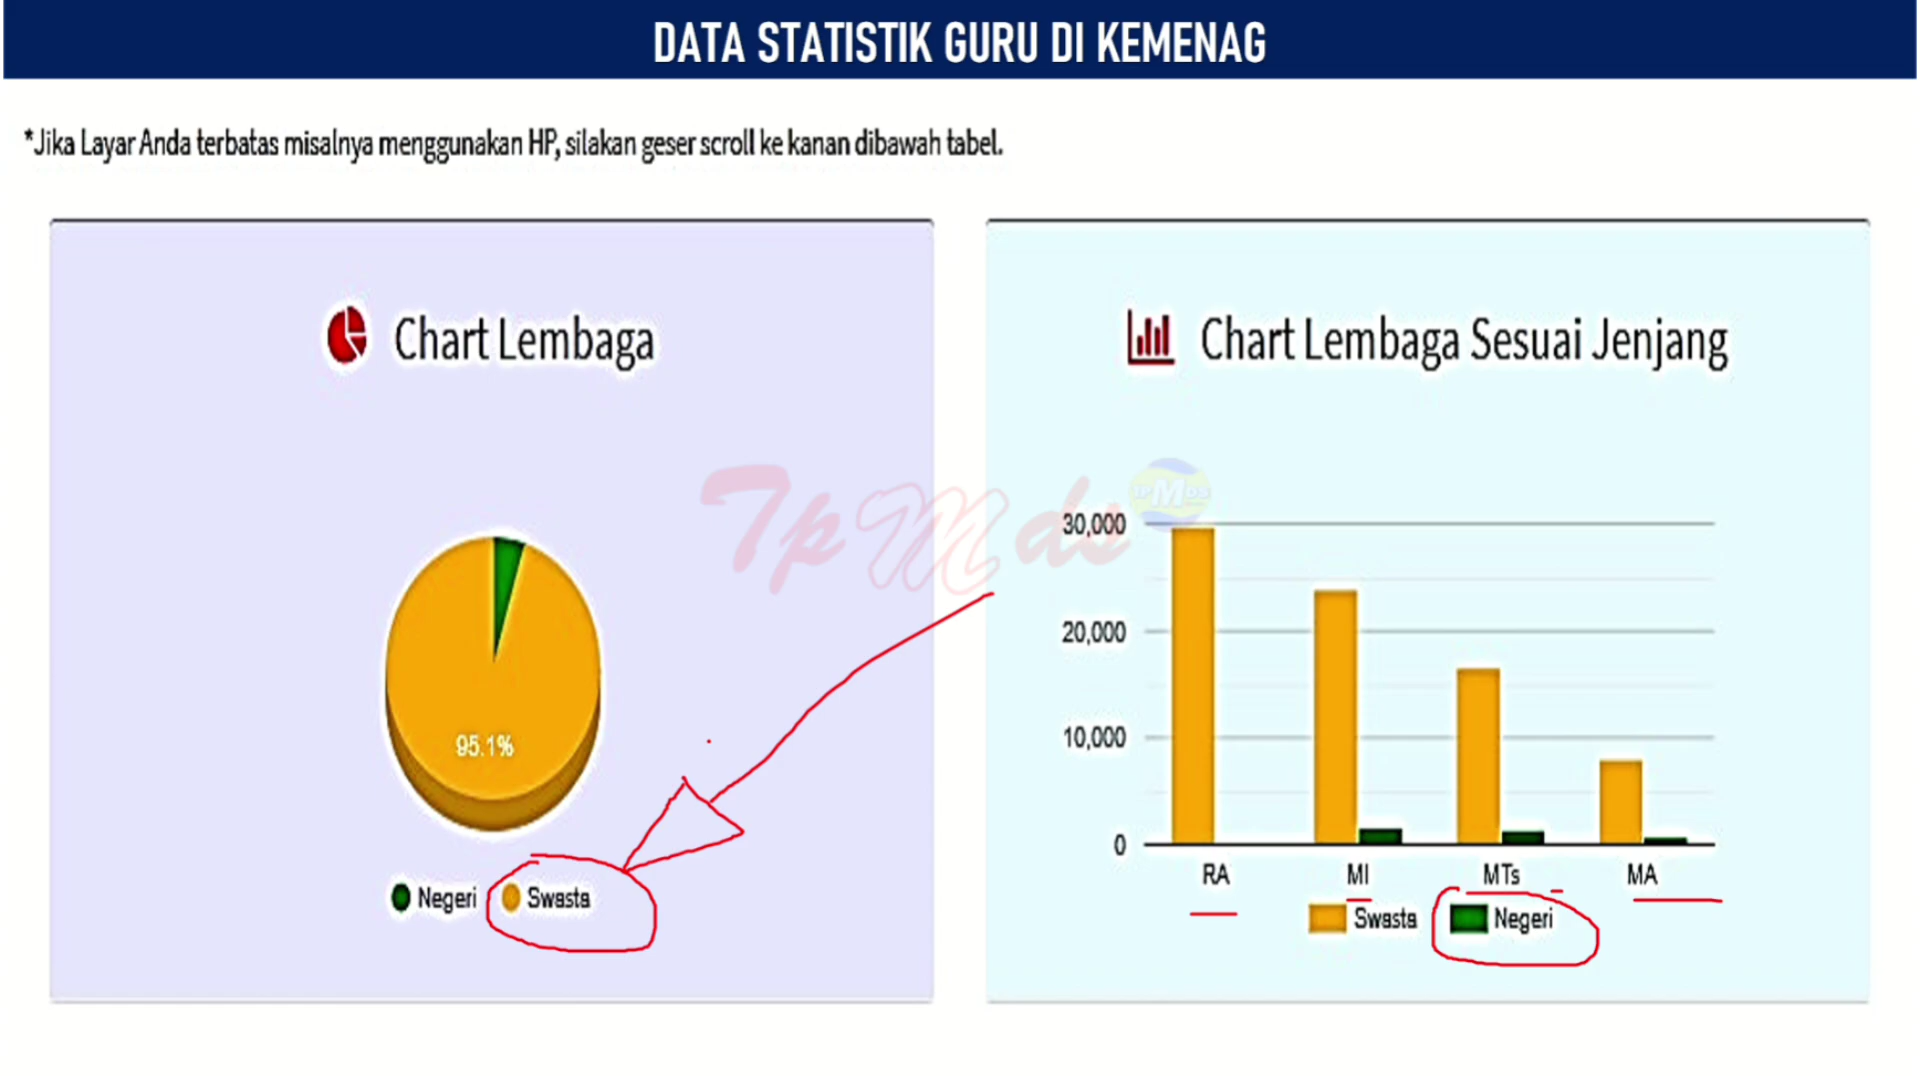 DATA STATISTIK GURU DI KEMENAG
*Jika Layar Anda terbatas misalnya menggunakan HP, silakan geser scroll ke kanan dibawah tabel.
Chart Lembaga
95.1%
Negeri
Swasta
Chart Lembaga Sesuai Jenjang
30,000
20,000
10,000
0
RA
MI
MTs
MA
Swasta
Negeri
TpMds
TPMDS